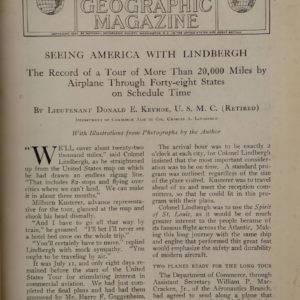 GEOGRAPHIC
MAGAZINE
SEEING AMERICA WITH LINDBERGH
The Record of a Tour of More Than 20,000 Miles by
Airplane Through Forty-eight States
on Schedule Time
BY LIEUTENANT DONALD E. KEYHOE, U. S. M. C. (RETIRED)
With Illustrations from Photographs by the Author
"WE'LL cover about twenty-two
thousand miles," said Colonel
Lindbergh, as he straightened
up from the United States map on which
he had drawn an endless zigzag line.
"That includes 82 stops and flying over
cities where we can't land. We can make
it in about three months."
Milburn Kusterer, advance representa-
tive for the tour, glanced at the map and
shook his head dismally.
"And I have to go all that way by
train," he groaned. "I'll bet I'll never see
a hotel bed once on the whole trip."
"You'll certainly have to move," replied
Lindbergh with mock sympathy. "You
ought to be traveling by air."
It was July 12, and only eight days re-
mained before the start of the United
States Tour for stimulating interest in
commercial aviation. We had just com-
pleted the final plans and had had them
approved by Mr. Harry F. Guggenheim,
The arrival hour was to be exactly 2
o'clock at each city, for Colonel Lindbergh
insisted that the most important consider-
ation was to be on time. A standard pro-
gram was outlined, regardless of the size
of the place visited. Kusterer was to travel
ahead of us and meet the reception com-
mittees, so that he could fit in this pro-
gram with their plans.
Colonel Lindbergh was to use the Spirit
of St. Louis, as it would be of much
greater interest to the people because of
its famous flight across the Atlantic. Mak-
ing this long journey with the same ship
and engine that performed this great feat
would emphasize the safety and durability
of modern aircraft.
TWO PLANES READY FOR THE LONG TOUR
The Department of Commerce, through
Assistant Secretary William P. Mac-
Cracken, Jr., of the Aeronautics Branch,
had agreed to send along a plane that